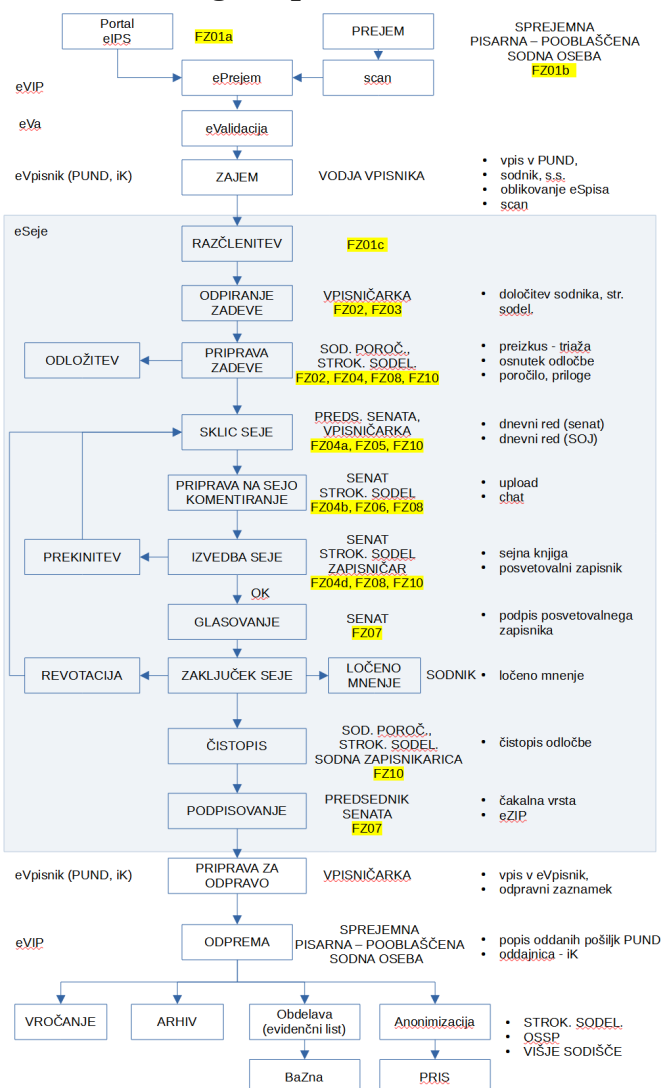 Portal
eIPS
FZ01a
PREJEM
SPREJEMNA
PISARNA – POOBLAŠČENA
SODNA OSEBA
FZ01b
eVIP
ePrejem
scan
eVa
eValidacija
eVpisnik (PUND, iK)
ZAJEM
VODJA VPISNIKA
• vpis v PUND,
• sodnik, s.s.
• oblikovanje eSpisa
• scan
eSeje
RAZČLENITEV
FZ01c
ODPIRANJE
ZADEVE
VPISNIČARKA
FZ02, FZ03
• določitev sodnika, str.
sodel.
ODLOŽITEV
PRIPRAVA
ZADEVE
SOD. POROČ.,
STROK. SODEL.
FZ02, FZ04, FZ08, FZ10
• preizkus - triaža
• osnutek odločbe
• poročilo, priloge
SKLIC SEJE
PREDS. SENATA,
VPISNIČARKA
FZ04a, FZ05, FZ10
• dnevni red (senat)
• dnevni red (SOJ)
PRIPRAVA NA SEJO
KOMENTIRANJE
SENAT
STROK. SODEL
FZ04b, FZ06, FZ08
• upload
• chat
PREKINITEV
IZVEDBA SEJE
SENAT
STROK. SODEL
ZAPISNIČAR
FZ04d, FZ08, FZ10
• sejna knjiga
• posvetovalni zapisnik
OK
GLASOVANJE
SENAT
FZ07
• podpis posvetovalnega
zapisnika
REVOTACIJA
ZAKLJUČEK SEJE
LOČENO
MNENJE
SODNIK
• ločeno mnenje
ČISTOPIS
SOD. POROČ.,
STROK. SODEL.
SODNA ZAPISNIKARICA
FZ10
• čistopis odločbe
PODPISOVANJE
PREDSEDNIK
SENATA
FZ07
• čakalna vrsta
• eZIP
eVpisnik (PUND, iK)
PRIPRAVA ZA
ODPRAVO
VPISNIČARKA
• vpis v eVpisnik,
• odpravni zaznamek
eVIP
ODPREMA
SPREJEMNA
PISARNA – POOBLAŠČENA
SODNA OSEBA
• popis oddanih pošiljk PUND
• oddajnica - iK
VROČANJE
ARHIV
Obdelava
(evidenčni list)
Anonimizacija
• STROK. SODEL.
• OSSP
• VIŠJE SODIŠČE
BaZna
PRIS